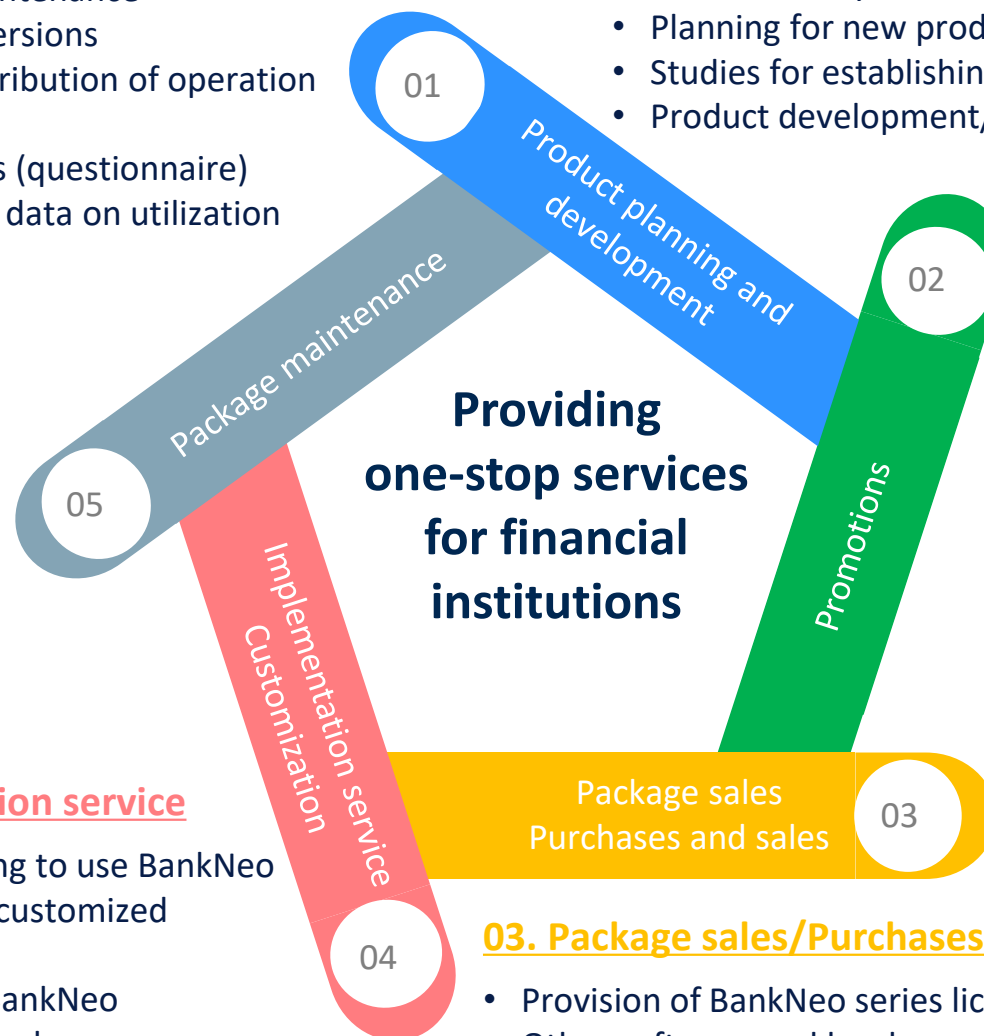 ersions
ribution of operation
s (questionnaire)
data on utilization
• Planning for new prod
• Studies for establishin
• Product development/
01
Product planning and
development
02
Promotions
Package maintenance
05
Providing
one-stop services
for financial
institutions
Implementation service
Customization
04
Package sales
Purchases and sales
03
ion service
ng to use BankNeo
customized
ankNeo
03. Package sales/Purchases
• Provision of BankNeo series lic